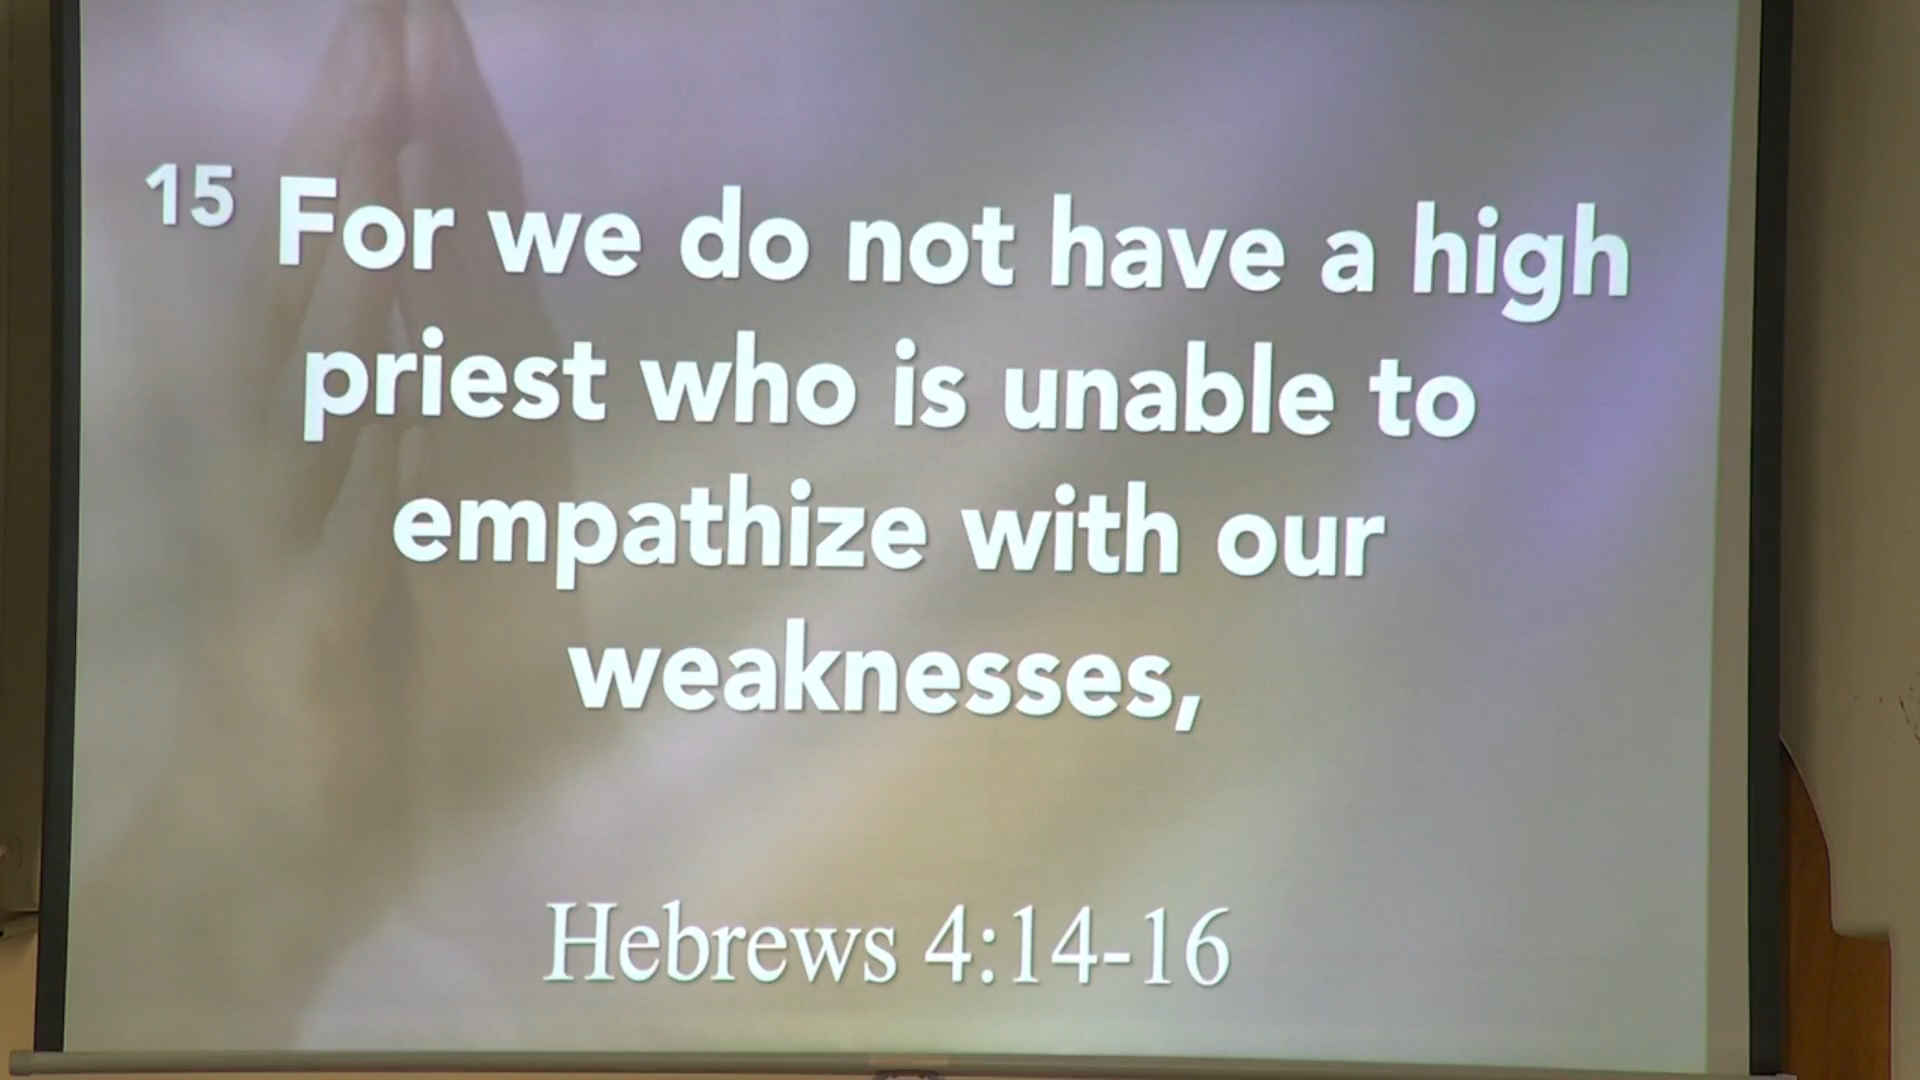 15 For we do not have a high
priest who is unable to
empathize with our
weaknesses,
Hebrews 4:14-16